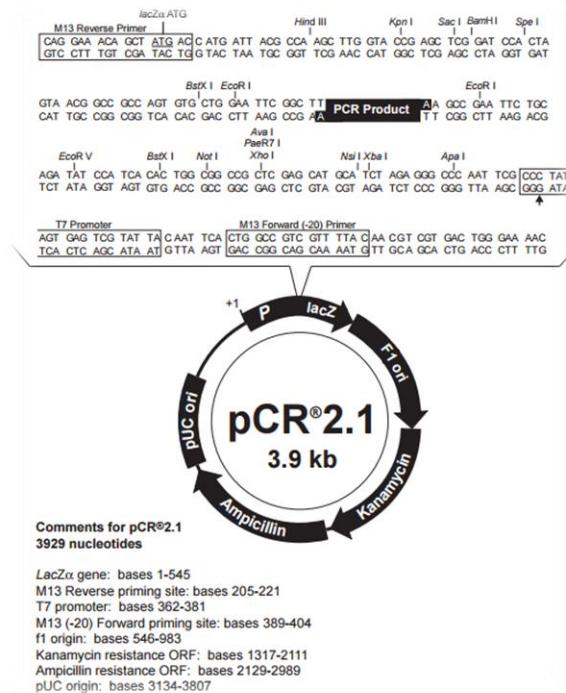 lacZα ATG
M13 Reverse Primer
Hind III Kpn I Sac I BamH I Spe I
CAG GAA ACA GCT ATG AC C ATG ATT ACG CCA AGC TTG GTA CCG AGC TCG GAT CCA CTA
GTC CTT TGT CGA TAC TG G TAC TAA TGC GGT TCG AAC CAT GGC TCG AGC CTA GGT GAT
BstX I EcoR I EcoR I
GTA ACG GCC GCC AGT GTG CTG GAA TTC GGC TT PCR Product A AGC CGA ATT CTG C
CAT TGC CGG CGG TCA CAC GAC CTT AAG CCG A A TT CGG CTT AAG ACG
Ava I
PaeR7 I
EcoR V BstX I Not I Xho I Nsi I Xba I Apa I
AGA TAT CCA TCA CAC TGG CGG CCG CTC GAG CAT GCA TCT AGA GGG CCC AAT TCG CCC TAT
TCT ATA GGT AGT GTG ACC GCC GGC GAG CTC GTA CGT AGA TCT CCC GGG TTA AGC GGG ATA
T7 Promoter M13 Forward (-20) Primer
AGT GAG TCG TAT TA C AAT TCA CTG GCC GTC GTT TTA C AA CGT CGT GAC TGG GAA AAC
TCA CTC AGC ATA AT G TTA AGT GAC CGG CAG CAA AAT G TT GCA GCA CTG ACC CTT TTG
+1
P lacZ
F1 ori
Kanamycin
Ampicillin
pUC ori
pCR®2.1
3.9 kb
Comments for pCR®2.1
3929 nucleotides
LacZα gene: bases 1-545
M13 Reverse priming site: bases 205-221
T7 promoter: bases 362-381
M13 (-20) Forward priming site: bases 389-404
f1 origin: bases 546-983
Kanamycin resistance ORF: bases 1317-2111
Ampicillin resistance ORF: bases 2129-2989
pUC origin: bases 3134-3807